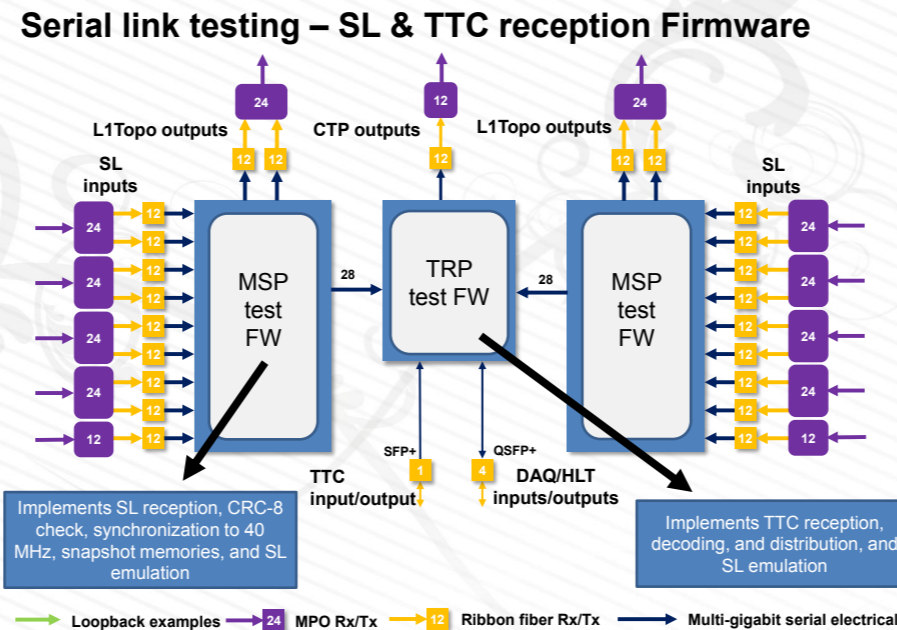 Serial link testing – SL & TTC reception Firmware
24
12
24
L1Topo outputs
CTP outputs
L1Topo outputs
12
12
12
12
12
SL
inputs
SL
inputs
24
12
12
24
12
12
24
12
12
24
12
12
12
12
MSP
test
FW
28
TRP
test FW
28
MSP
test
FW
12
12
24
12
12
24
12
12
24
12
12
24
12
12
SFP+
QSFP+
TTC
input/output
1
4
DAQ/HLT
inputs/outputs
Implements SL reception, CRC-8
check, synchronization to 40
MHz, snapshot memories, and SL
emulation
Implements TTC reception,
decoding, and distribution, and
SL emulation
Loopback examples
24
MPO Rx/Tx
12
Ribbon fiber Rx/Tx
Multi-gigabit serial electrical